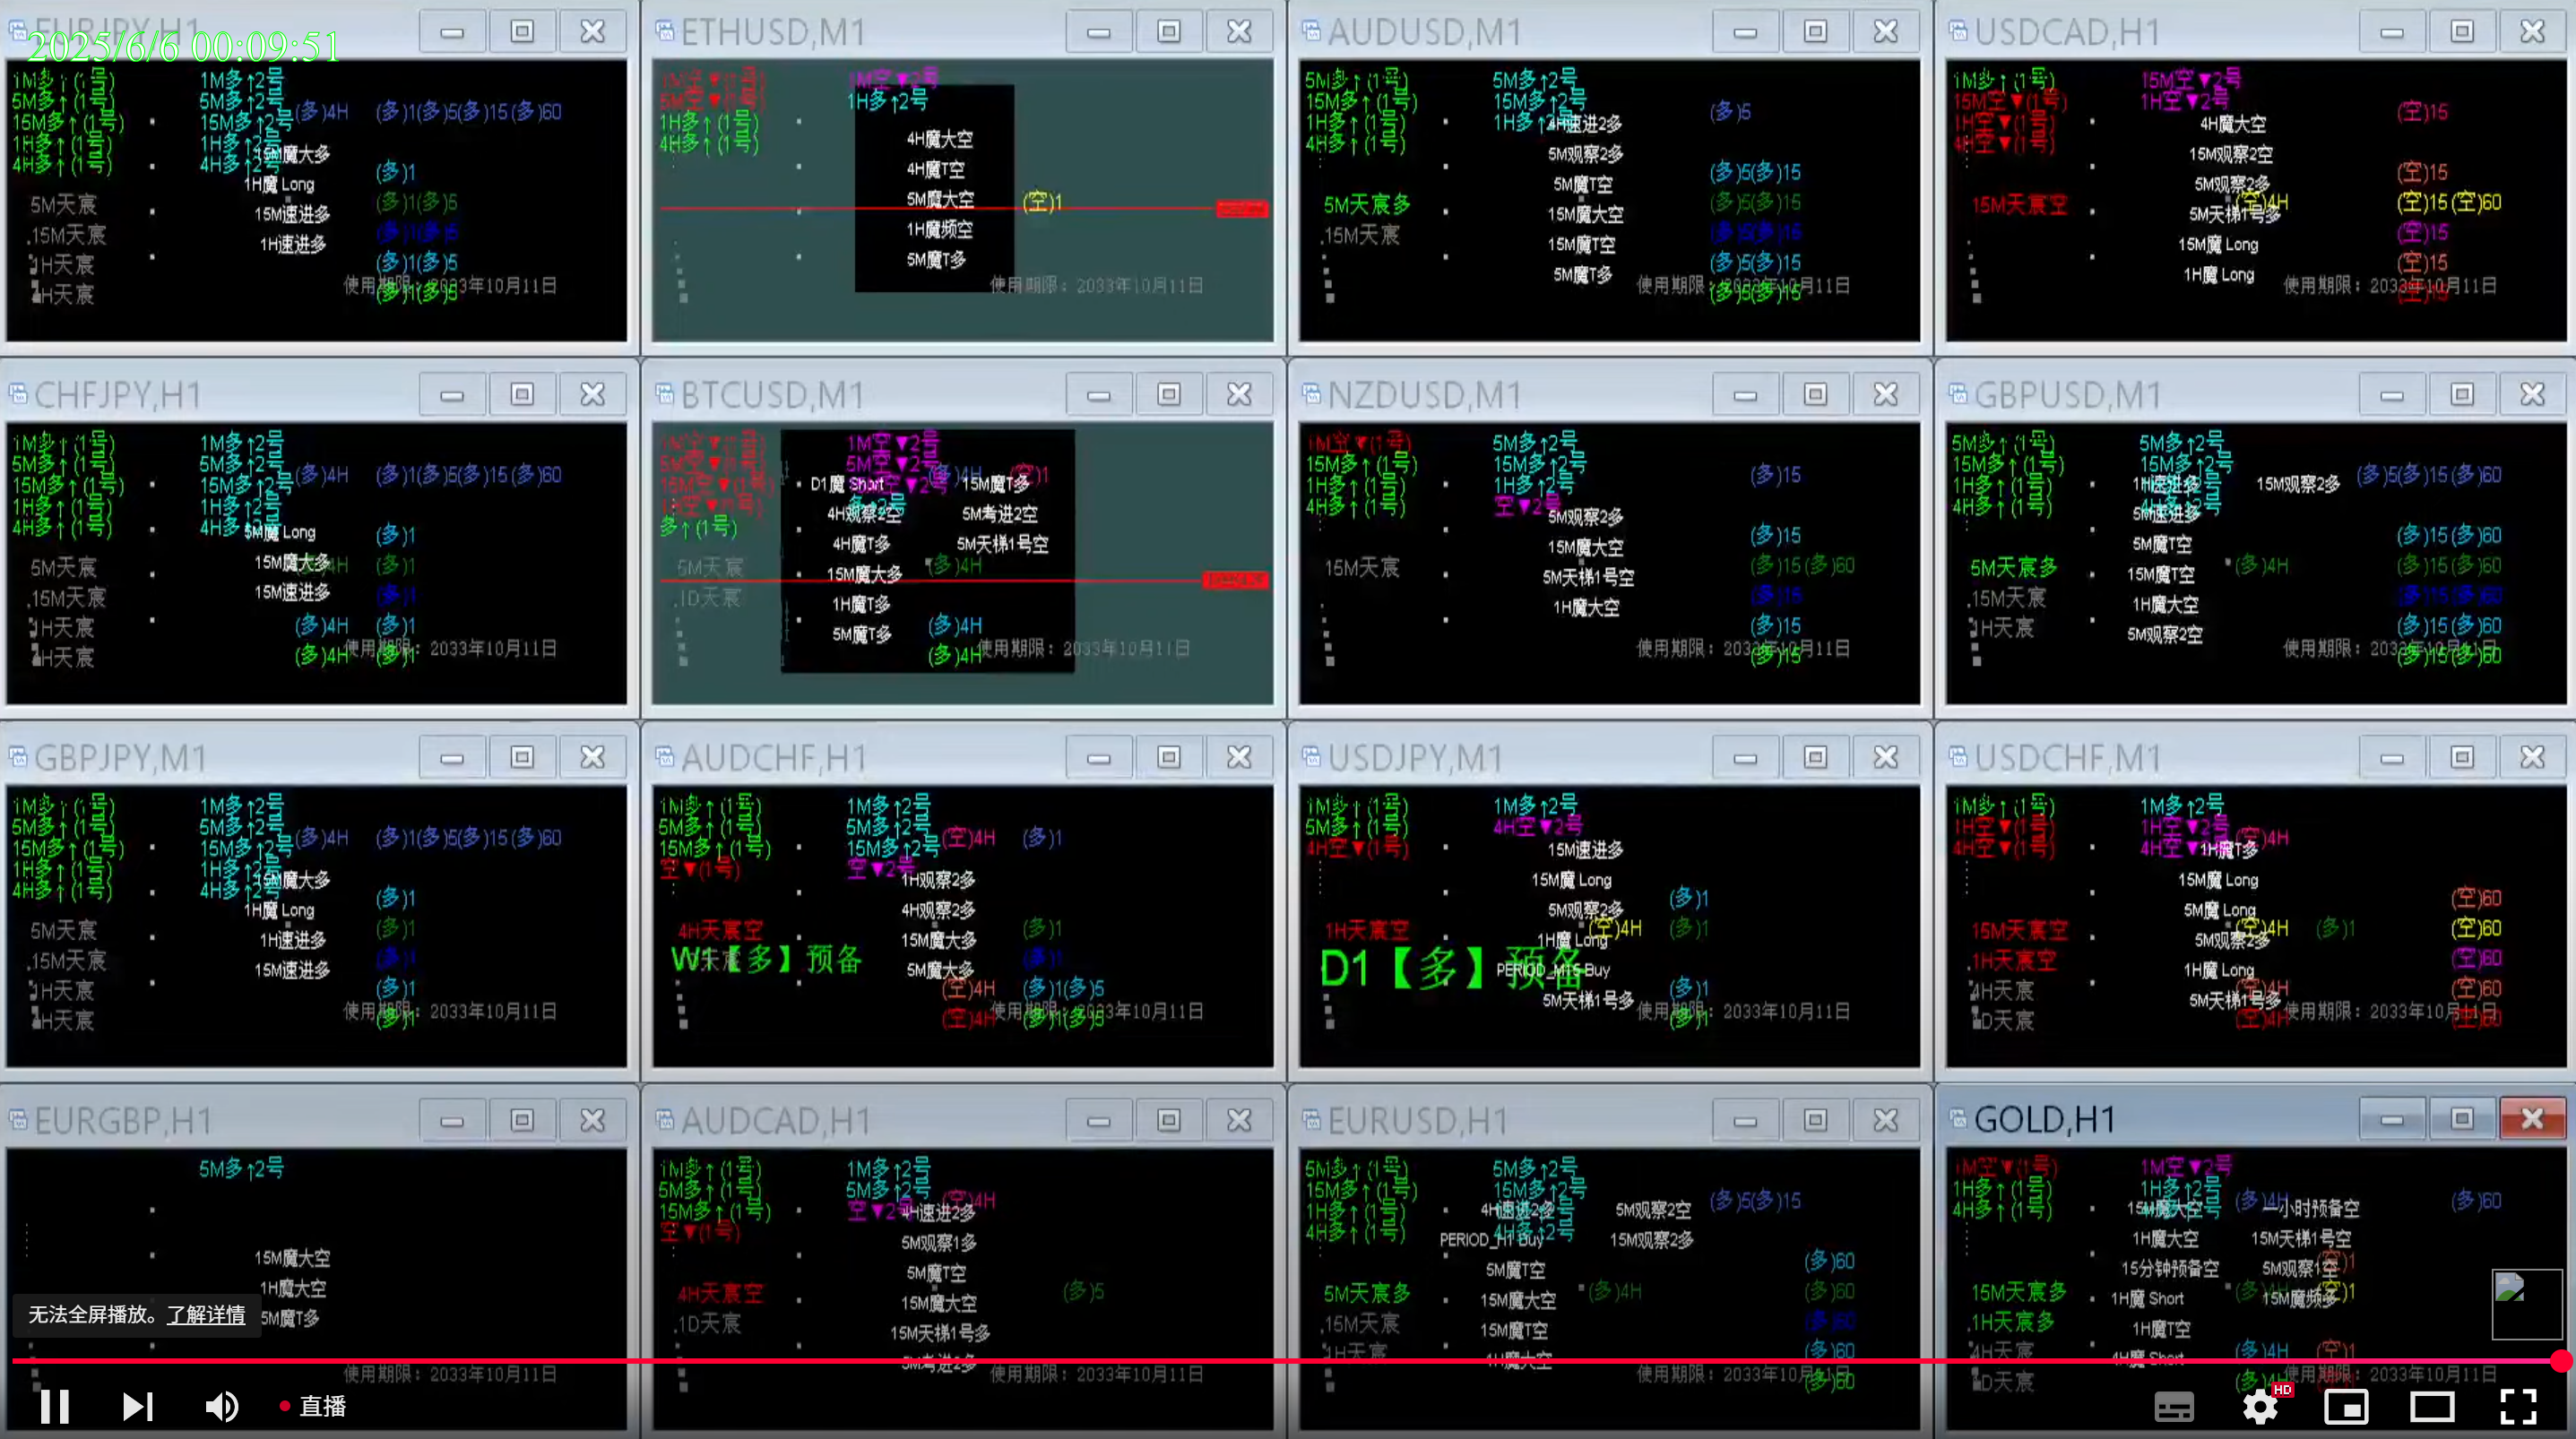 EURJPY,H1
2025/6/6 00:09:51
1M多↑(1号) 1M多↑2号
5M多↑(1号) 5M多↑2号 (多)4H (多)1(多)5(多)15(多)60
15M多↑(1号) 15M多↑2号
1H多↑(1号) 1H多↑2号
4H多↑(1号) 4H多↑2号
15M魔大多
(多)1
1H魔 Long
5M天宸 (多)1(多)5
15M速进多
.15M天宸 (多)1(多)5
1H速进多
1H天宸 (多)1(多)5
使用期限：2033年10月11日
4H天宸 (多)1(多)5
ETHUSD,M1
1M空▼(1号) 1M空▼2号
5M空▼(1号) 1H多↑2号
1H多↑(1号)
4H多↑(1号)
4H魔大空
4H魔T空
5M魔大空 (空)1
1H魔频空
5M魔T多
使用期限：2033年10月11日
AUDUSD,M1
5M多↑(1号) 5M多↑2号
15M多↑(1号) 15M多↑2号 (多)5
1H多↑(1号) 1H多↑2号
4H速进2多
4H多↑(1号)
5M观察2多
5M魔T空 (多)5(多)15
5M天宸多 (多)5(多)15
15M魔大空
.15M天宸 (多)5(多)15
15M魔T空
(多)5(多)15
5M魔T多
使用期限：2033年10月11日
(多)5(多)15
USDCAD,H1
1M多↑(1号) 15M空▼2号
15M空▼(1号) 1H空▼2号
1H空▼(1号) (空)15
4H空▼(1号) 4H魔大空
15M观察2空
(空)15
5M观察2多
15M天宸空 (空)4H (空)15(空)60
5M天梯1号多
(空)15
15M魔 Long
(空)15
1H魔 Long
使用期限：2033年10月11日
(空)15
CHFJPY,H1
1M多↑(1号) 1M多↑2号
5M多↑(1号) 5M多↑2号 (多)4H (多)1(多)5(多)15(多)60
15M多↑(1号) 15M多↑2号
1H多↑(1号) 1H多↑2号
4H多↑(1号) 4H多↑2号
5M魔 Long (多)1
5M天宸 15M魔大多 (多)4H (多)1
.15M天宸 15M速进多 (多)1
1H天宸 (多)4H (多)1
使用期限：2033年10月11日
4H天宸 (多)4H (多)1
BTCUSD,M1
1M空▼(1号) 1M空▼2号
5M空▼(1号) 5M空▼2号 (多)4H (空)1
15M空▼(1号) D1魔 Short 15M魔T多
1H空▼(1号) 4H观察2空 5M考进2空
多↑(1号)
4H魔T多 5M天梯1号空
5M天宸 15M魔大多 (多)4H
.1D天宸 1H魔T多
5M魔T多 (多)4H
使用期限：2033年10月11日
(多)4H
NZDUSD,M1
1M空▼(1号) 5M多↑2号
15M多↑(1号) 15M多↑2号 (多)15
1H多↑(1号) 1H多↑2号
4H多↑(1号) 空▼2号
5M观察2多
15M魔大空 (多)15
15M天宸 5M天梯1号空 (多)15(多)60
1H魔大空 (多)15
(多)15
使用期限：2033年10月11日
(多)15
GBPUSD,M1
5M多↑(1号) 5M多↑2号
15M多↑(1号) 15M多↑2号 (多)5(多)15(多)60
1H多↑(1号) 1H速进多 15M观察2多
4H多↑(1号) 5M速进多
5M魔T空 (多)15(多)60
5M天宸多 15M魔T空 (多)4H (多)15(多)60
.15M天宸 1H魔大空 (多)15(多)60
1H天宸 5M观察2空 (多)15(多)60
使用期限：2033年10月11日
(多)15(多)60
GBPJPY,M1
1M多↑(1号) 1M多↑2号
5M多↑(1号) 5M多↑2号 (多)4H (多)1(多)5(多)15(多)60
15M多↑(1号) 15M多↑2号
1H多↑(1号) 1H多↑2号
4H多↑(1号) 4H多↑2号
15M魔大多
(多)1
1H魔 Long
5M天宸 1H速进多 (多)1
.15M天宸 15M速进多 (多)1
1H天宸 (多)1
使用期限：2033年10月11日
4H天宸 (多)1
AUDCHF,H1
1M多↑(1号) 1M多↑2号
5M多↑(1号) 5M多↑2号 (空)4H (多)1
15M多↑(1号) 15M多↑2号
空▼(1号) 空▼2号
1H观察2多
4H观察2多
4H天宸空 15M魔大多 (多)1
W1【多】预备 5M魔大多 (多)1
(空)4H (多)1(多)5
使用期限：2033年10月11日
(空)4H (多)1(多)5
USDJPY,M1
1M多↑(1号) 1M多↑2号
5M多↑(1号) 4H空▼2号
4H空▼(1号) 15M速进多
15M魔 Long
(多)1
5M观察2多
1H天宸空 (空)4H (多)1
1H魔 Long
D1【多】预备
PERIOD_M15 Buy
5M天梯1号多 (多)1
使用期限：2033年10月11日
(多)1
USDCHF,M1
1M多↑(1号) 1M多↑2号
1H空▼(1号) 1H空▼2号 (空)4H
4H空▼(1号) 4H空▼2号
1H魔T多
15M魔 Long
(空)60
5M魔 Long
15M天宸空 (空)4H (多)1 (空)60
5M观察2多
.1H天宸空 (空)60
1H魔 Long
4H天宸 (空)4H (空)60
5M天梯1号多
使用期限：2033年10月11日
1D天宸 (空)4H (空)60
EURGBP,H1
5M多↑2号
15M魔大空
1H魔大空
5M魔T多
使用期限：2033年10月11日
AUDCAD,H1
1M多↑(1号) 1M多↑2号
5M多↑(1号) 5M多↑2号 (空)4H
15M多↑(1号) 空▼2号
4H速进2多
空▼(1号)
5M观察1多
5M魔T空
4H天宸空 15M魔大空 (多)5
.1D天宸 15M天梯1号多
5M考进2多
使用期限：2033年10月11日
EURUSD,H1
5M多↑(1号) 5M多↑2号
15M多↑(1号) 15M多↑2号 (多)5(多)15
1H多↑(1号) 4H速进2多 5M观察2空
4H多↑(1号) 4H多↑2号
PERIOD_H1 Buy 15M观察2多
5M魔T空 (多)60
5M天宸多 15M魔大空 (多)4H (多)60
.15M天宸 15M魔T空 (多)60
1H天宸 1H魔大空 (多)60
使用期限：2033年10月11日
(多)60
GOLD,H1
1M空▼(1号) 1M空▼2号
1H多↑(1号) 1H多↑2号 (多)4H (多)60
4H多↑(1号) 15M魔大空 一小时预备空
1H魔大空 15M天梯1号空
(空)1
15分钟预备空 5M观察1空
15M天宸多 1H魔 Short (多)4H 15M魔频多 (空)1
.1H天宸多 1H魔T空
4H天宸 4H魔 Short (多)4H (空)1
使用期限：2033年10月11日
1D天宸 (多)4H
无法全屏播放。了解详情
直播
HD